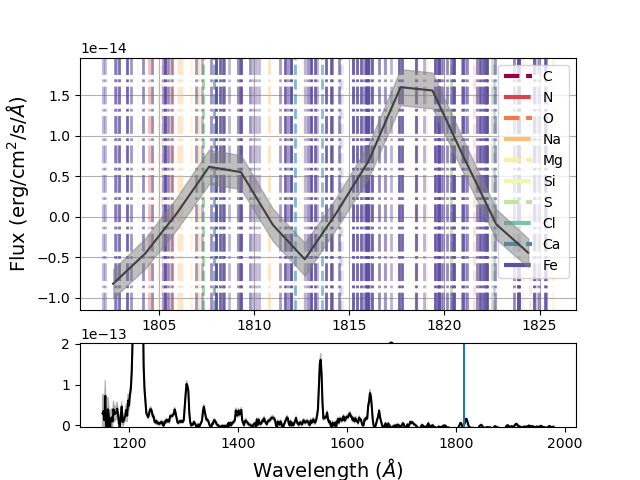 1e−14
Flux (erg/cm²/s/Å)
1.5
1.0
0.5
0.0
−0.5
−1.0
C
N
O
Na
Mg
Si
S
Cl
Ca
Fe
1805 1810 1815 1820 1825
1e−13
2
0
1200 1400 1600 1800 2000
Wavelength (Å)